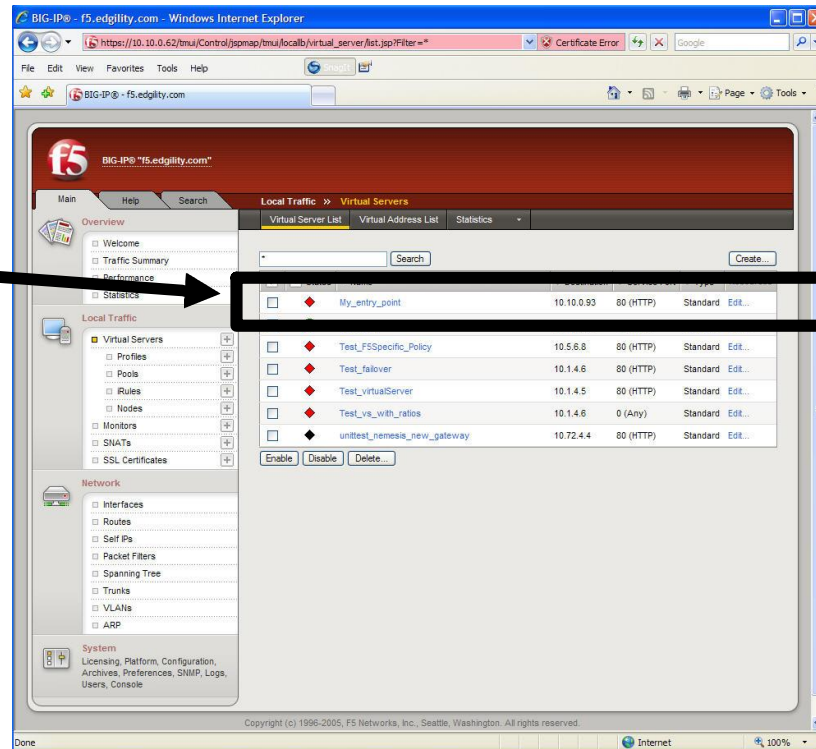 BIG-IP® - f5.edgility.com - Windows Internet Explorer
https://10.10.0.62/tmui/Control/jspmap/tmui/locallb/virtual_server/list.jsp?Filter=*
Certificate Error
Google
File Edit View Favorites Tools Help
SnagIt
BIG-IP® - f5.edgility.com
Page
Tools
f5
BIG-IP® "f5.edgility.com"
Main
Help
Search
Local Traffic » Virtual Servers
Virtual Server List
Virtual Address List
Statistics
Overview
Welcome
Traffic Summary
Performance
Statistics
*
Search
Create...
Status Name Destination Service Port Type
My_entry_point 10.10.0.93 80 (HTTP) Standard Edit...
Test_F5Specific_Policy 10.5.6.8 80 (HTTP) Standard Edit...
Test_failover 10.1.4.6 80 (HTTP) Standard Edit...
Test_virtualServer 10.1.4.5 80 (HTTP) Standard Edit...
Test_vs_with_ratios 10.1.4.6 0 (Any) Standard Edit...
unittest_nemesis_new_gateway 10.72.4.4 80 (HTTP) Standard Edit...
Enable
Disable
Delete...
Local Traffic
Virtual Servers
Profiles
Pools
iRules
Nodes
Monitors
SNATs
SSL Certificates
Network
Interfaces
Routes
Self IPs
Packet Filters
Spanning Tree
Trunks
VLANs
ARP
System
Licensing, Platform, Configuration,
Archives, Preferences, SNMP, Logs,
Users, Console
Copyright (c) 1996-2005, F5 Networks, Inc., Seattle, Washington. All rights reserved.
Done
Internet
100%